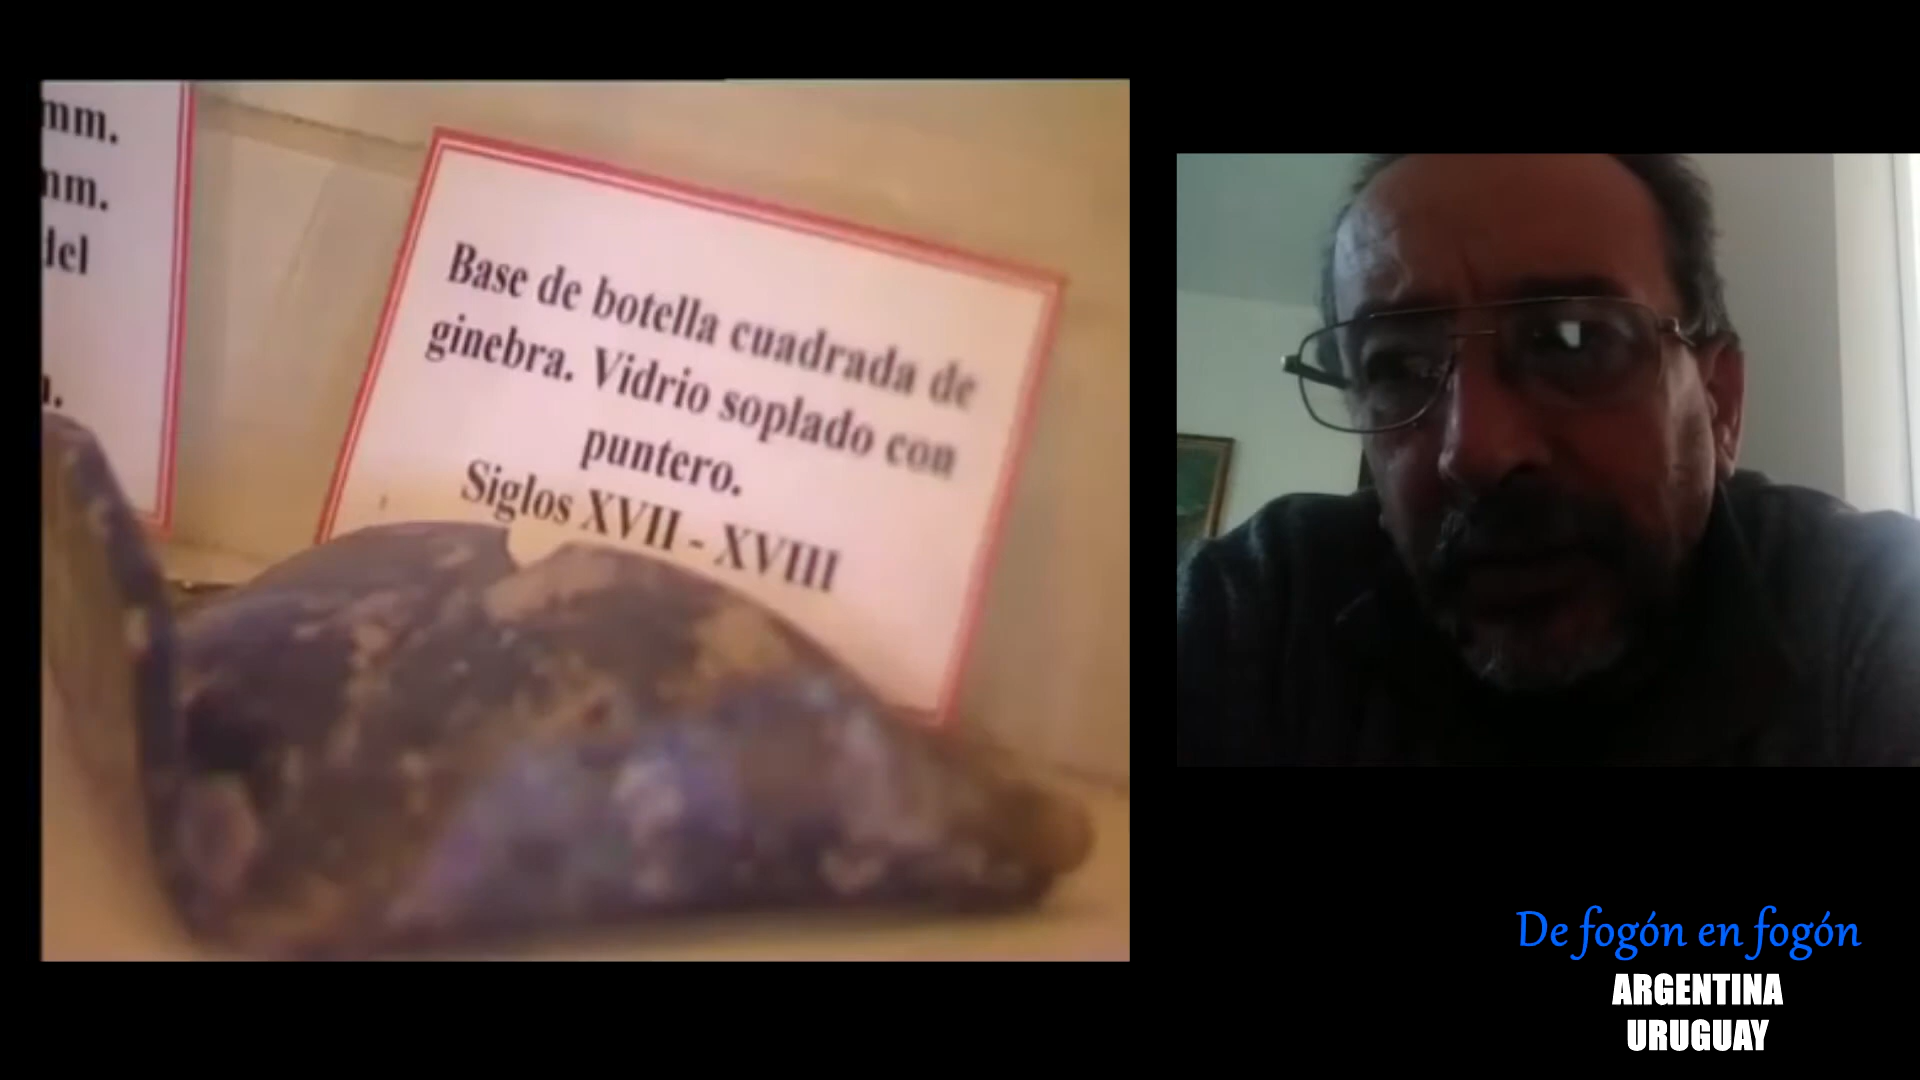 mm.
mm.
del
Base de botella cuadrada de
ginebra. Vidrio soplado con
puntero.
Siglos XVII - XVIII
De fogón en fogón
ARGENTINA
URUGUAY